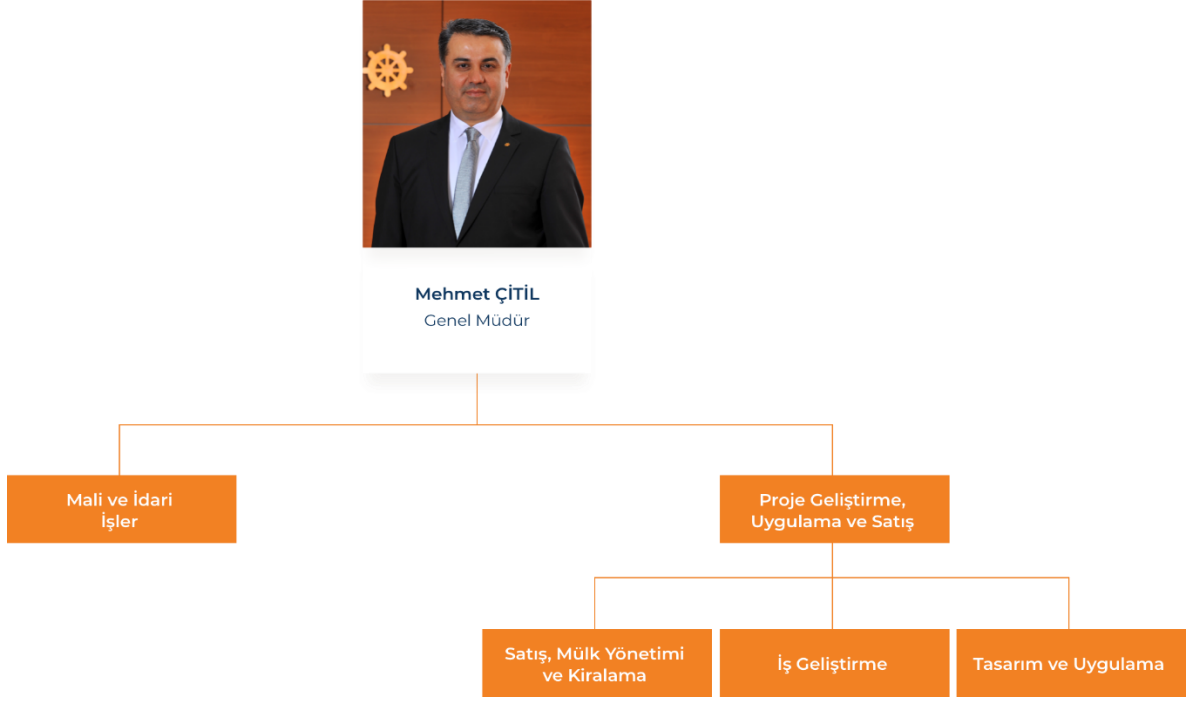 Mehmet ÇİTİL
Genel Müdür
Mali ve İdari
İşler
Proje Geliştirme,
Uygulama ve Satış
Satış, Mülk Yönetimi
ve Kiralama
İş Geliştirme
Tasarım ve Uygulama